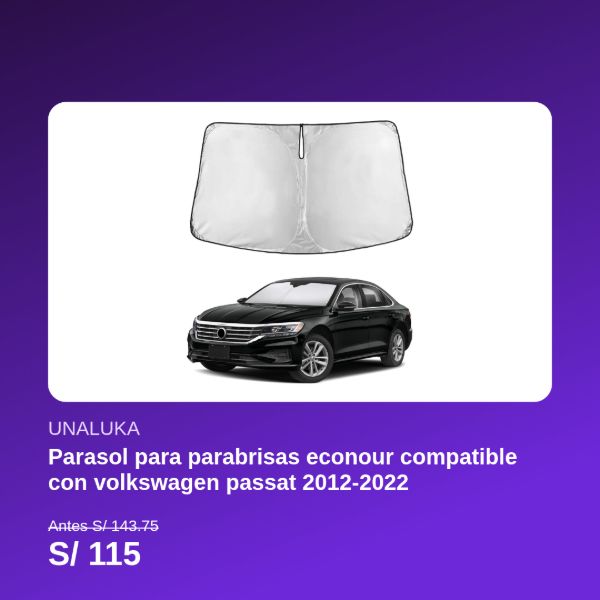 UNALUKA
Parasol para parabrisas econour compatible
con volkswagen passat 2012-2022
Antes S/ 143.75
S/ 115